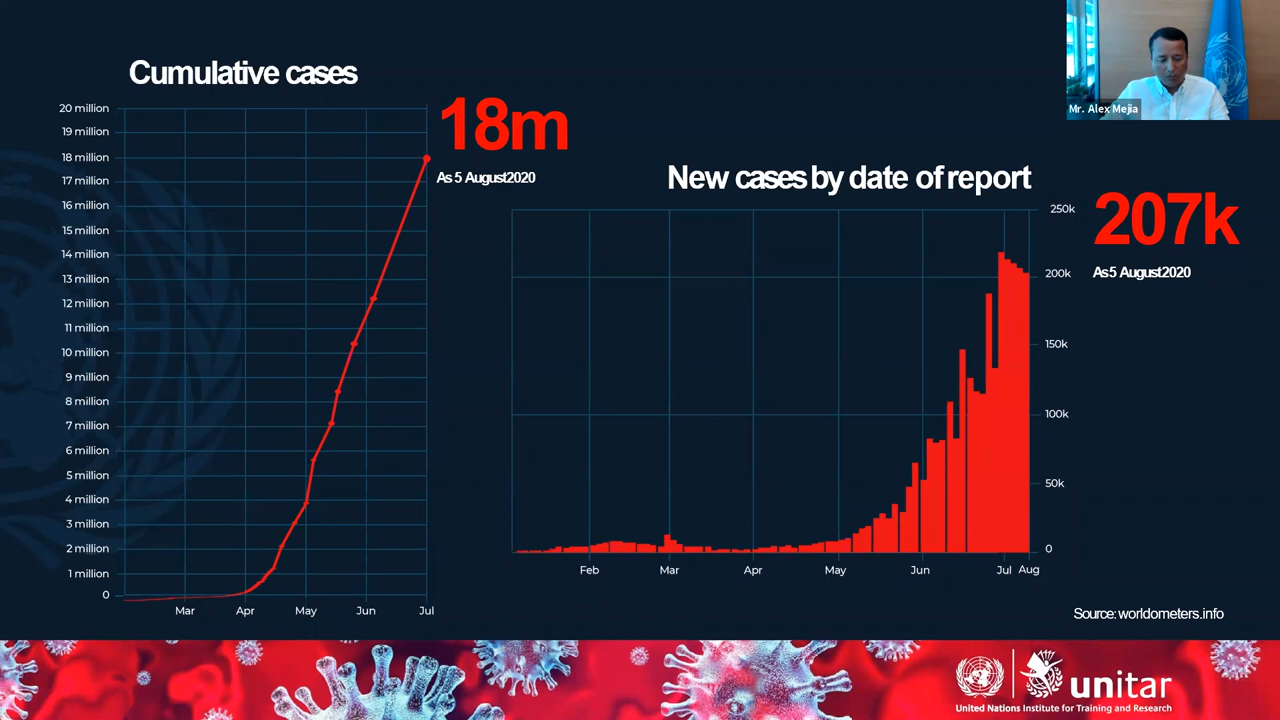 Cumulative cases
20 million
19 million
18 million
17 million
16 million
15 million
14 million
13 million
12 million
11 million
10 million
9 million
8 million
7 million
6 million
5 million
4 million
3 million
2 million
1 million
0
Mar Apr May Jun Jul
18m
As 5 August2020
New cases by date of report
250k
200k
150k
100k
50k
0
Feb Mar Apr May Jun Jul Aug
207k
As5 August2020
Mr. Alex Mejia
Source: worldometers.info
unitar
United Nations Institute for Training and Research